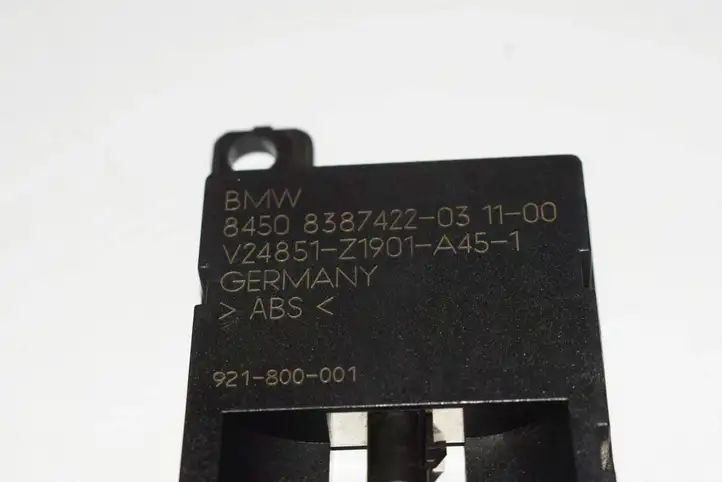 BMW
8450 8387422-03 11-00
V24851-Z1901-A45-1
GERMANY
> ABS <
921-800-001